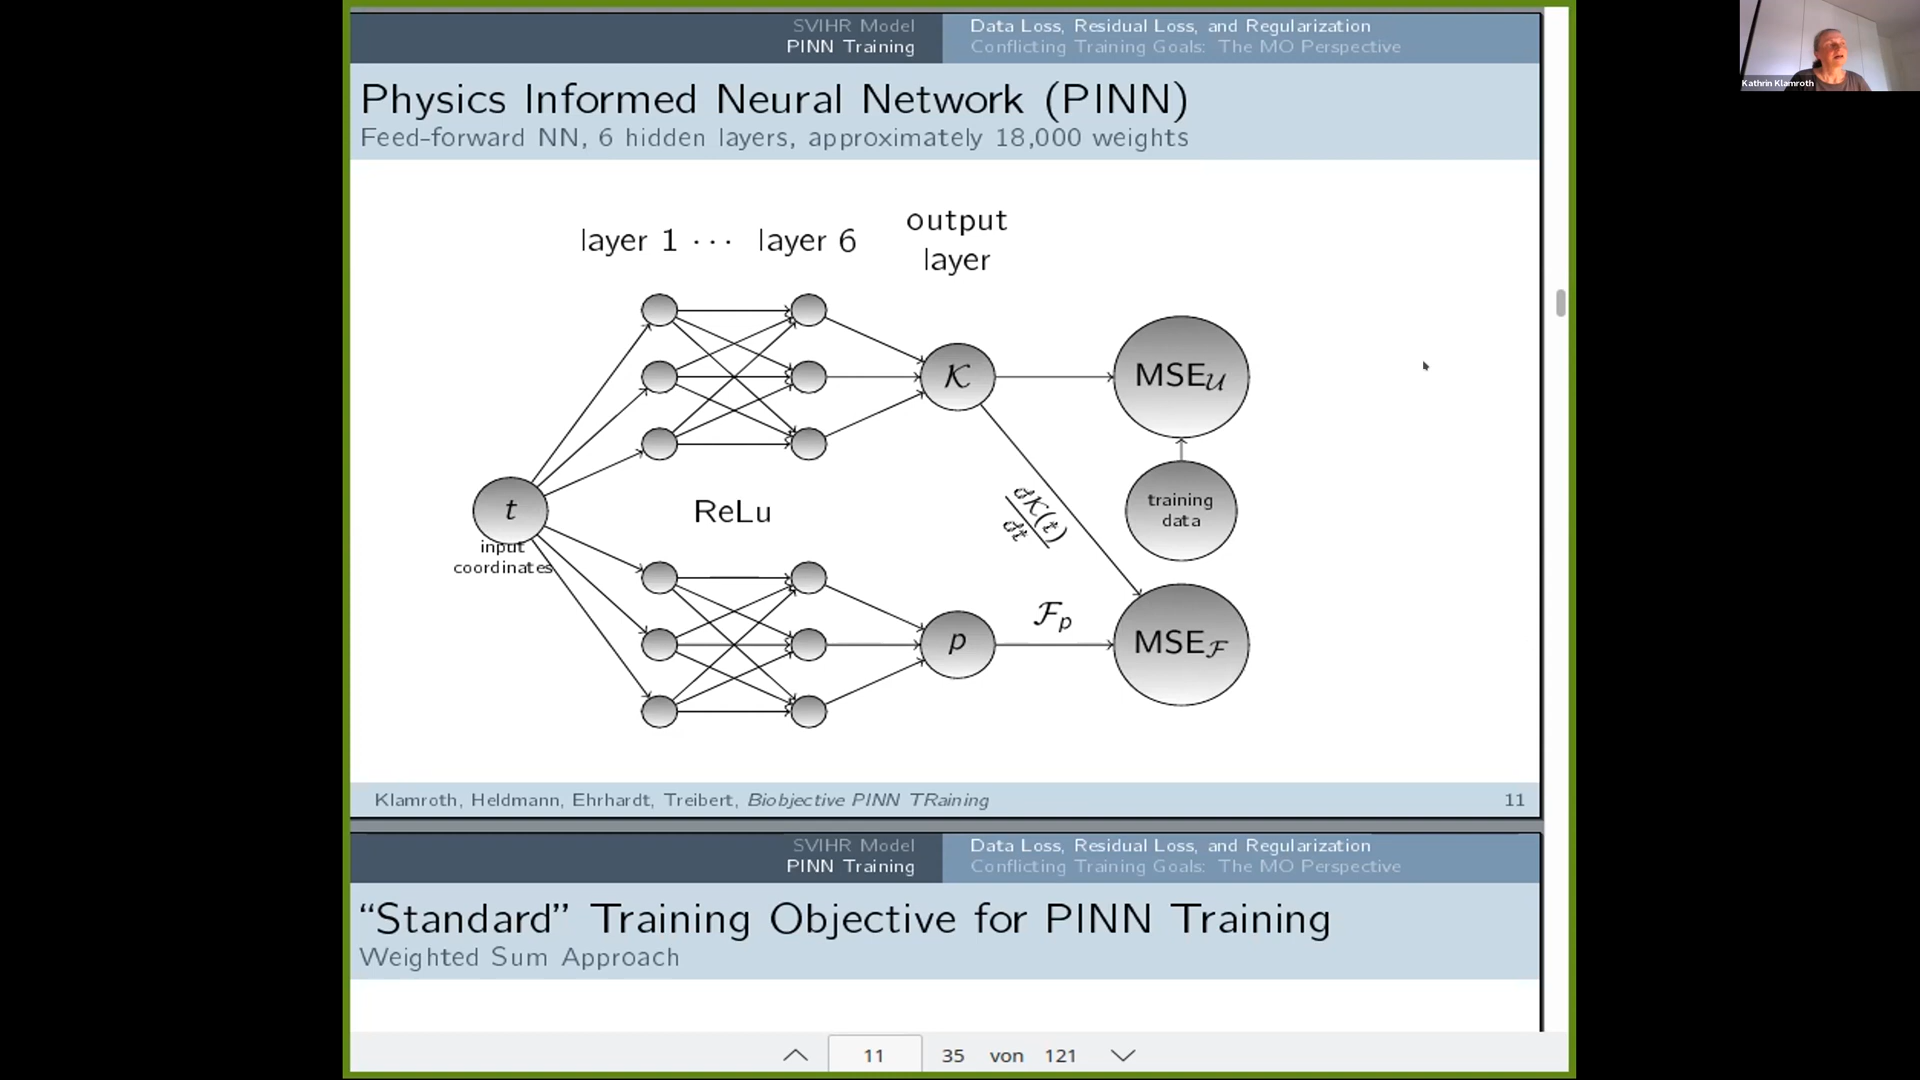 SVIHR Model
PINN Training
Data Loss, Residual Loss, and Regularization
Conflicting Training Goals: The MO Perspective
Kathrin Klamroth
Physics Informed Neural Network (PINN)
Feed-forward NN, 6 hidden layers, approximately 18,000 weights
layer 1 ··· layer 6
output
layer
𝒦
MSE𝒰
t
input
coordinates
ReLu
d𝒦(t)
dt
training
data
p
ℱp
MSEℱ
Klamroth, Heldmann, Ehrhardt, Treibert, Biobjective PINN TRaining
11
SVIHR Model
PINN Training
Data Loss, Residual Loss, and Regularization
Conflicting Training Goals: The MO Perspective
“Standard” Training Objective for PINN Training
Weighted Sum Approach
11 35 von 121